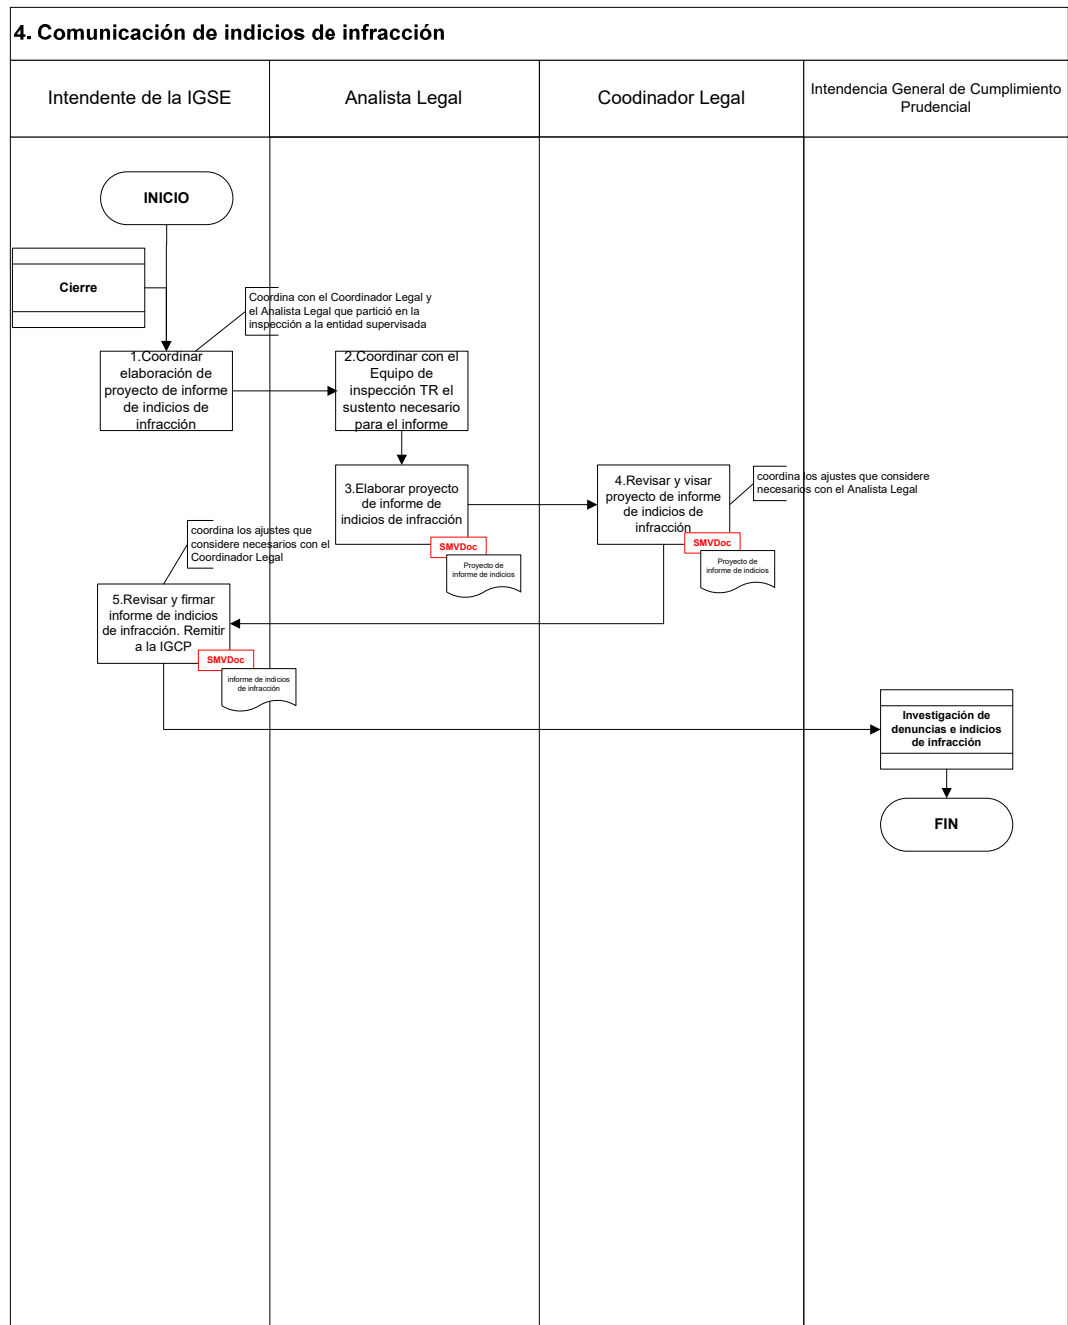 4. Comunicación de indicios de infracción
Intendente de la IGSE
Analista Legal
Coodinador Legal
Intendencia General de Cumplimiento
Prudencial
INICIO
Cierre
Coordina con el Coordinador Legal y
el Analista Legal que partició en la
inspección a la entidad supervisada
1.Coordinar
elaboración de
proyecto de informe
de indicios de
infracción
2.Coordinar con el
Equipo de
inspección TR el
sustento necesario
para el informe
3.Elaborar proyecto
de informe de
indicios de infracción
SMVDoc
Proyecto de
informe de indicios
4.Revisar y visar
proyecto de informe
de indicios de
infracción
SMVDoc
Proyecto de
informe de indicios
coordina los ajustes que considere
necesarios con el Analista Legal
coordina los ajustes que
considere necesarios con el
Coordinador Legal
5.Revisar y firmar
informe de indicios
de infracción. Remitir
a la IGCP
SMVDoc
informe de indicios
de infracción
Investigación de
denuncias e indicios
de infracción
FIN